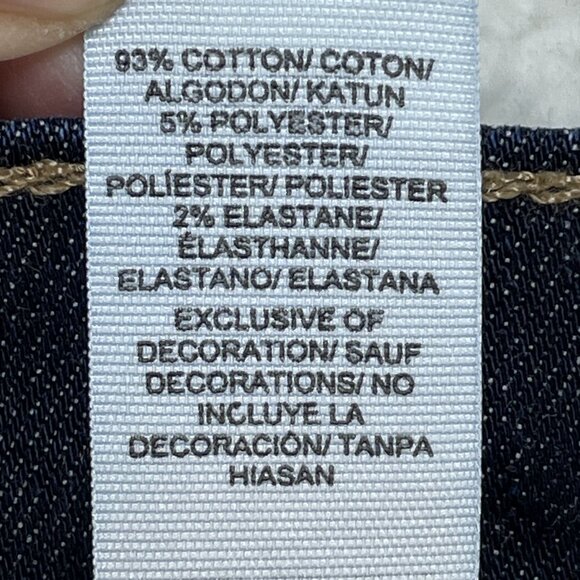 93% COTTON/ COTON/
ALGODON/ KATUN
5% POLYESTER/
POLYESTER/
POLÍESTER/ POLIESTER
2% ELASTANE/
ÉLASTHANNE/
ELASTANO/ ELASTANA
EXCLUSIVE OF
DECORATION/ SAUF
DECORATIONS/ NO
INCLUYE LA
DECORACIÓN/ TANPA
HIASAN